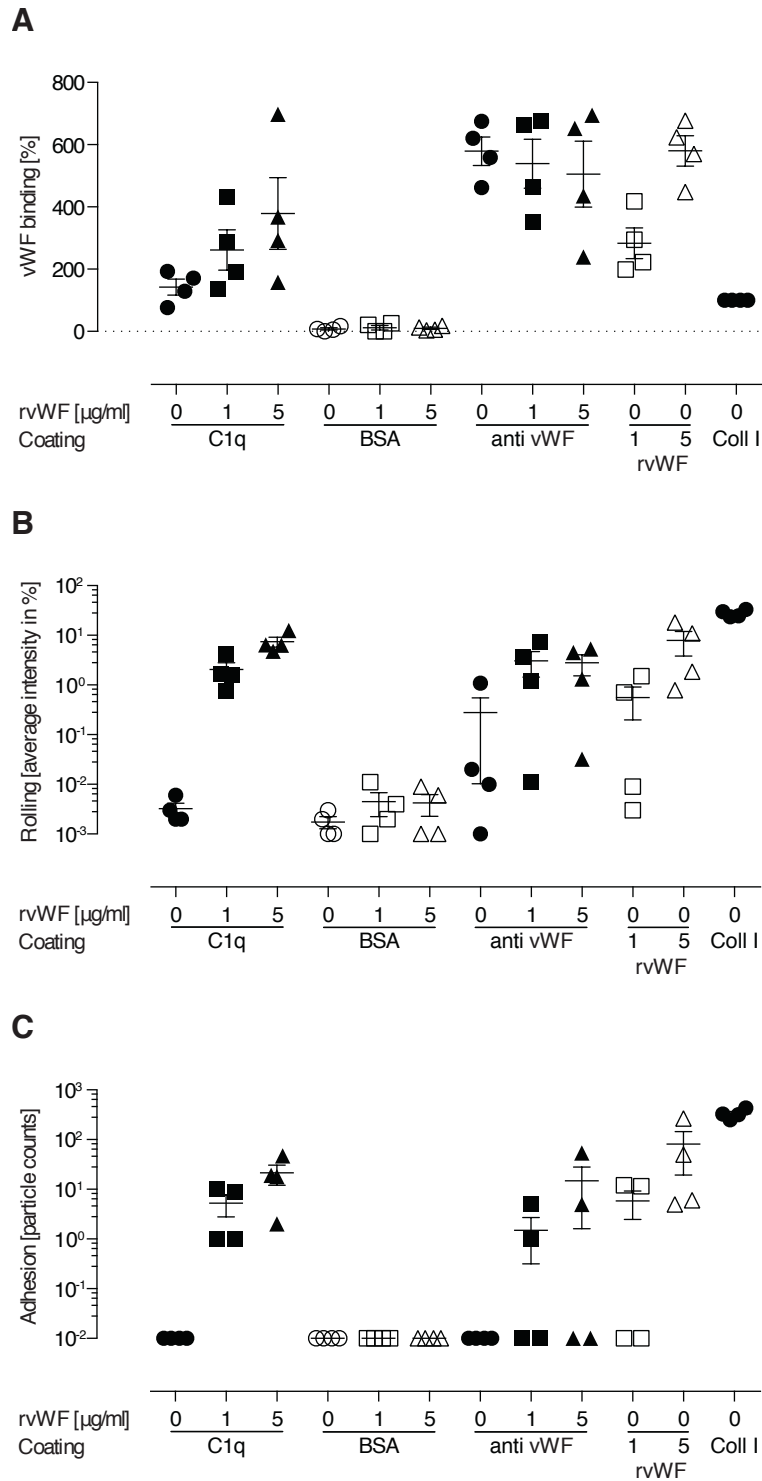 A
800
600
400
200
0
vWF binding [%]
rvWF [µg/ml] 0 1 5 0 1 5 0 1 5 0 0 0
Coating C1q BSA anti vWF 1 5 Coll I
rvWF
B
10²
10¹
10⁰
10⁻¹
10⁻²
10⁻³
Rolling [average intensity in %]
rvWF [µg/ml] 0 1 5 0 1 5 0 1 5 0 0 0
Coating C1q BSA anti vWF 1 5 Coll I
rvWF
C
10³
10²
10¹
10⁰
10⁻¹
10⁻²
Adhesion [particle counts]
rvWF [µg/ml] 0 1 5 0 1 5 0 1 5 0 0 0
Coating C1q BSA anti vWF 1 5 Coll I
rvWF